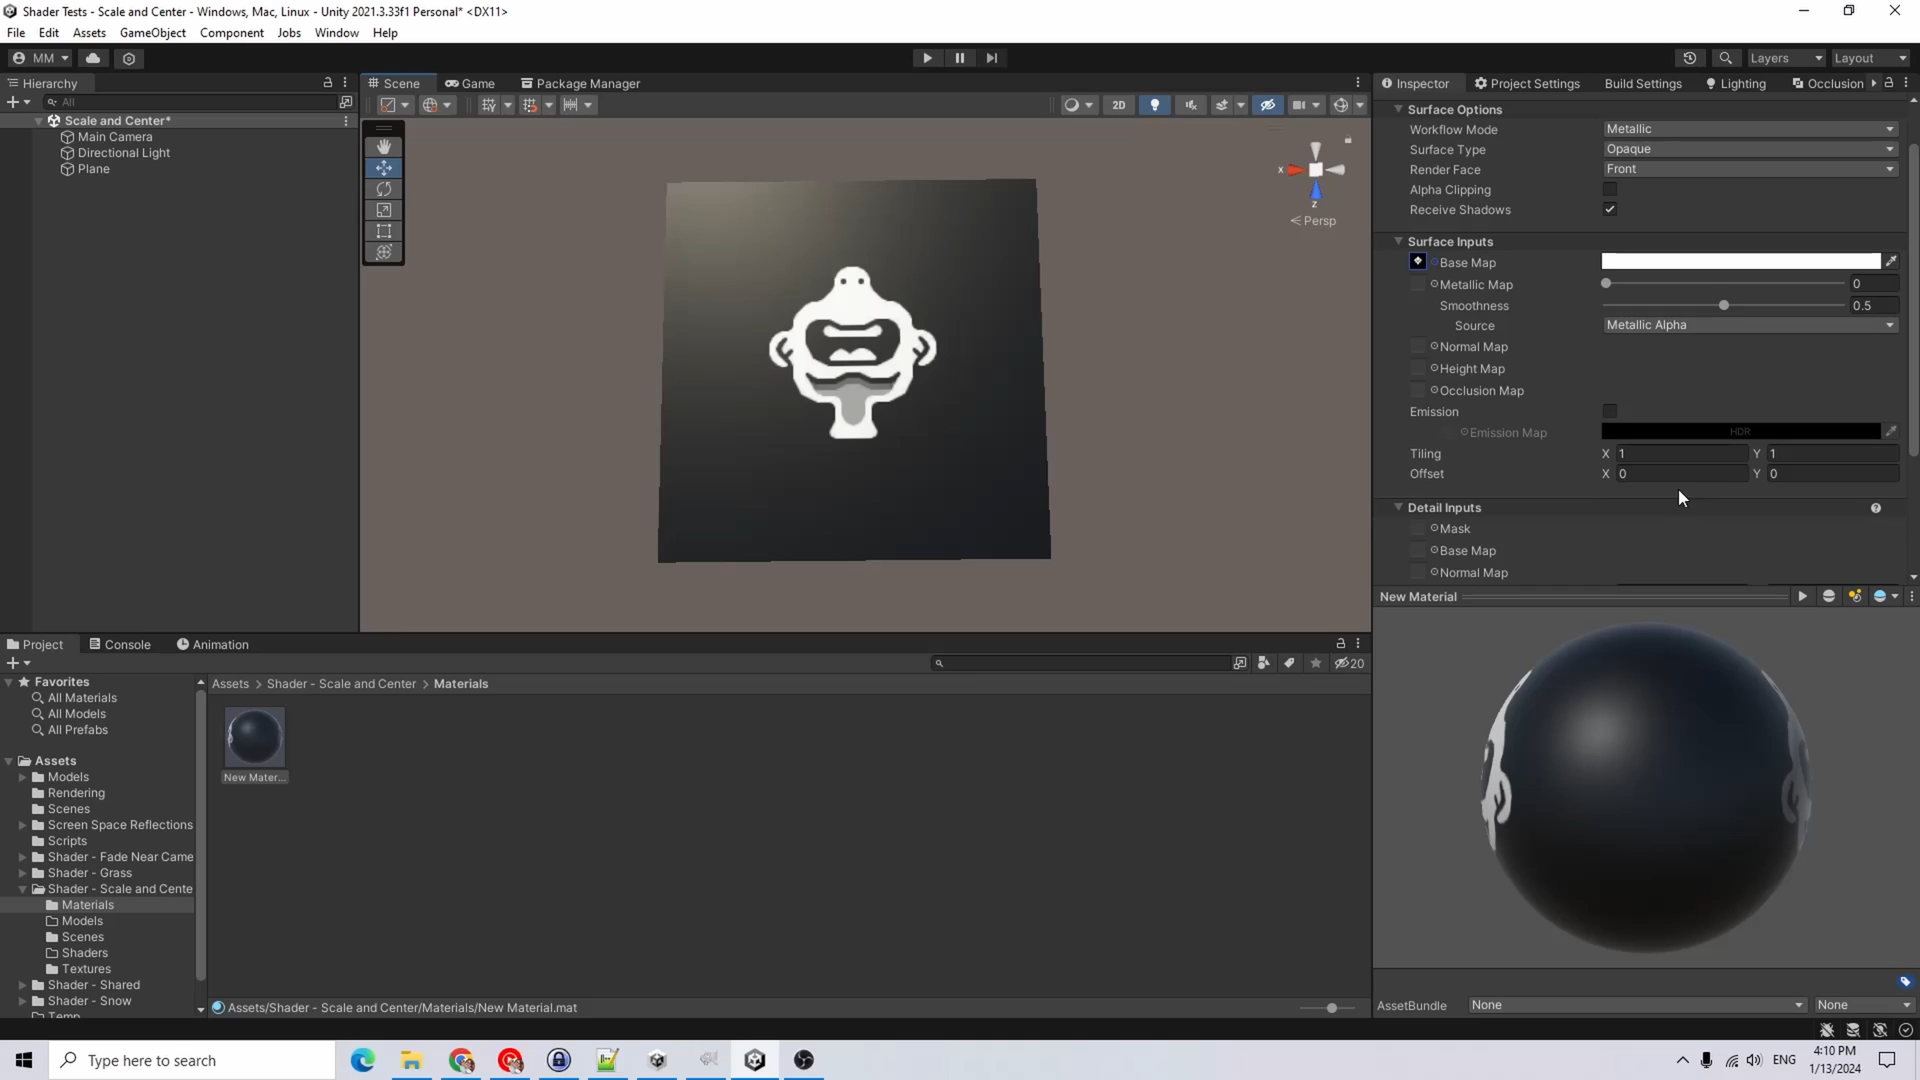 Shader Tests - Scale and Center - Windows, Mac, Linux - Unity 2021.3.33f1 Personal* <DX11>
File Edit Assets GameObject Component Jobs Window Help
MM Layers Layout
Hierarchy Scene Game Package Manager Inspector Project Settings Build Settings Lighting Occlusion
All 2D
Scale and Center*
Main Camera
Directional Light
Plane
x
z
Persp
Surface Options
Workflow Mode Metallic
Surface Type Opaque
Render Face Front
Alpha Clipping
Receive Shadows
Surface Inputs
Base Map
Metallic Map 0
Smoothness 0.5
Source Metallic Alpha
Normal Map
Height Map
Occlusion Map
Emission
Emission Map HDR
Tiling X 1 Y 1
Offset X 0 Y 0
Detail Inputs
Mask
Base Map
Normal Map
New Material
AssetBundle None None
Project Console Animation
20
Favorites
All Materials
All Models
All Prefabs
Assets
Models
Rendering
Scenes
Screen Space Reflections
Scripts
Shader - Fade Near Came
Shader - Grass
Shader - Scale and Cente
Materials
Models
Scenes
Shaders
Textures
Shader - Shared
Shader - Snow
Temp
Assets > Shader - Scale and Center > Materials
New Mater...
Assets/Shader - Scale and Center/Materials/New Material.mat
Type here to search
ENG
4:10 PM
1/13/2024